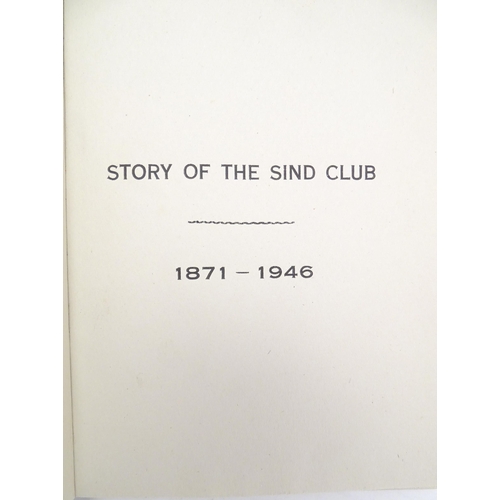 STORY OF THE SIND CLUB
1871 – 1946